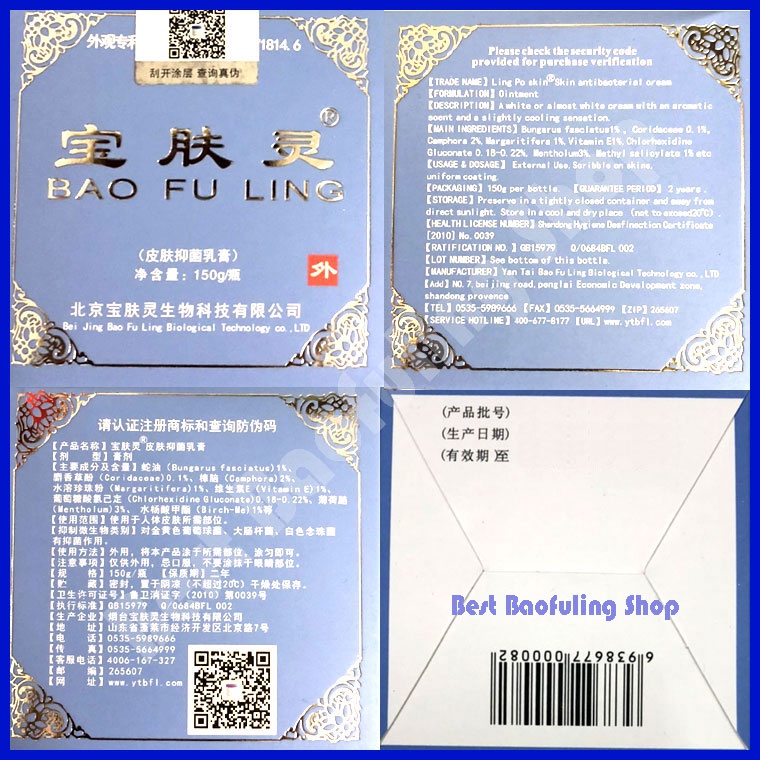 外观专利
1814.6
刮开涂层 查询真伪
宝肤灵®
BAO FU LING
(皮肤抑菌乳膏)
净含量：150g/瓶
外
北京宝肤灵生物科技有限公司
Bei Jing Bao Fu Ling Biological Technology co.,LTD
Please check the security code
provided for purchase verification
【TRADE NAME】Ling Po skin® Skin antibacterial cream
【FORMULATION】Ointment
【DESCRIPTION】A white or almost white cream with an aromatic
scent and a slightly cooling sensation.
【MAIN INGREDIENTS】Bungarus fasciatus1%, Coridaceae 0.1%,
Camphora 2%, Margaritifera 1%, Vitamin E1%, Chlorhexidine
Gluconate 0.18-0.22%, Mentholum3%, Methyl salicylate 1% etc
【USAGE & DOSAGE】External Use. Scribble on skins,
uniform coating.
【PACKAGING】150g per bottle. 【GUARANTEE PERIOD】2 years.
【STORAGE】Preserve in a tightly closed container and away from
direct sunlight. Store in a cool and dry place (not to exceed20℃).
【HEALTH LICENSE NUMBER】Shandong Hygiene Desfinaction Certificate
[2010] No.0039
【RATIFICATION NO.】GB15979 Q/0684BFL 002
【LOT NUMBER】See bottom of this bottle.
【MANUFACTURER】Yan Tai Bao Fu Ling Biological Technology co.,LTD
【Add】NO.7, beijing road, penglai Economic Development zone,
shandong provence
【TEL】0535-5989666 【FAX】0535-5664999 【ZIP】265607
【SERVICE HOTLINE】400-677-8177 【URL】www.ytbfl.com
请认证注册商标和查询防伪码
【产品名称】宝肤灵®皮肤抑菌乳膏
【剂 型】膏剂
【主要成分及含量】蛇油(Bungarus fasciatus)1%、
麝香草酚(Coridaceae)0.1%、樟脑(Camphora)2%、
水溶珍珠粉(Margaritifera)1%、维生素E(Vitamin E)1%、
葡萄糖酸氯己定(Chlorhexidine Gluconate)0.18-0.22%、薄荷脑
(Mentholum)3%、水杨酸甲酯(Birch-Me)1%等
【使用范围】使用于人体皮肤所需部位。
【抑制微生物类别】对金黄色葡萄球菌、大肠杆菌、白色念珠菌
有抑菌作用。
【使用方法】外用，将本产品涂于所需部位，涂匀即可。
【注意事项】仅供外用，忌口服，不要涂抹于眼睛部位。
【规 格】150g/瓶 【保质期】二年
【贮 藏】密封，置于阴凉(不超过20℃)干燥处保存。
【卫生许可证号】鲁卫消证字(2010)第0039号
【执行标准】GB15979 Q/0684BFL 002
【生产企业】烟台宝肤灵生物科技有限公司
【地 址】山东省蓬莱市经济开发区北京路7号
【电 话】0535-5989666
【传 真】0535-5664999
【客服电话】4006-167-327
【邮 编】265607
【网 址】www.ytbfl.com
(产品批号)
(生产日期)
(有效期)至
Best Baofuling Shop
6 938677 000082